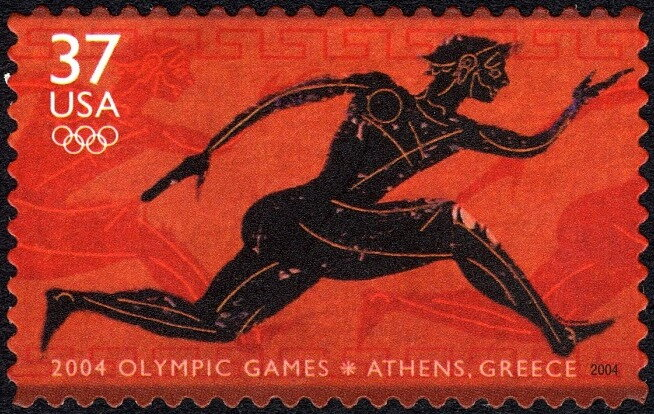 37
USA
2004 OLYMPIC GAMES ✷ ATHENS, GREECE 2004